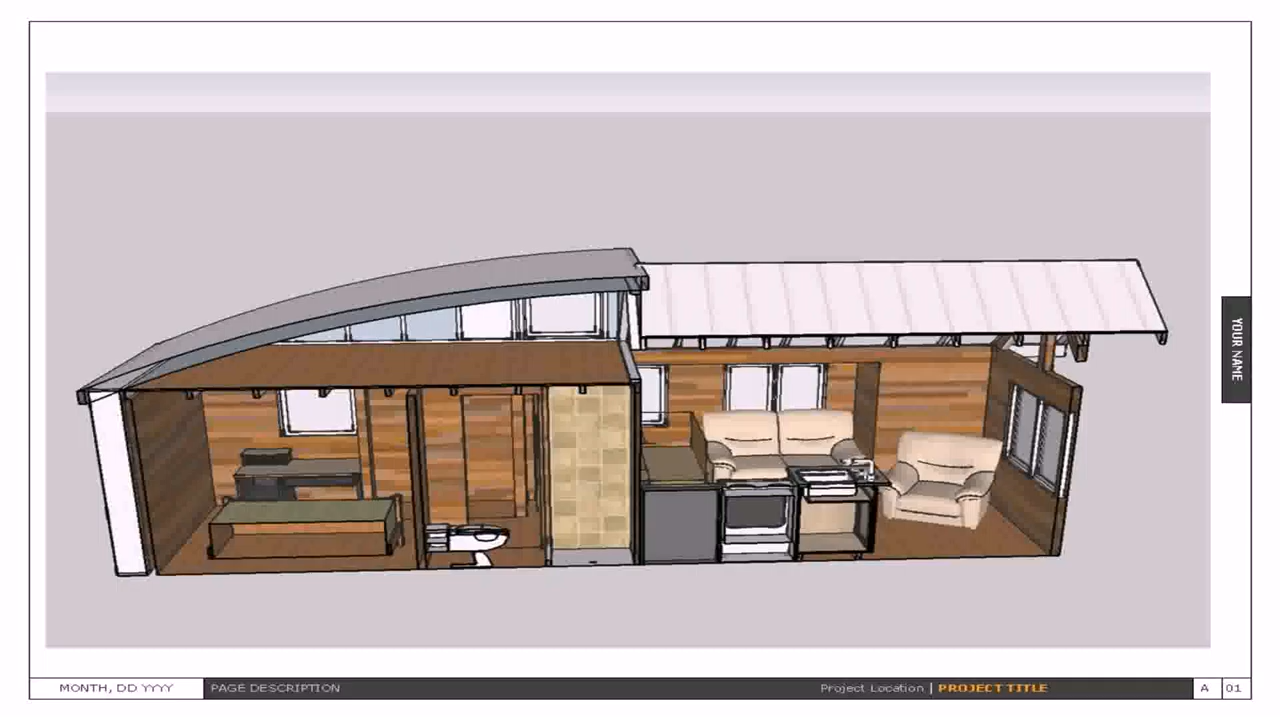 YOUR NAME
MONTH, DD YYYY
PAGE DESCRIPTION
Project Location | PROJECT TITLE
A 01